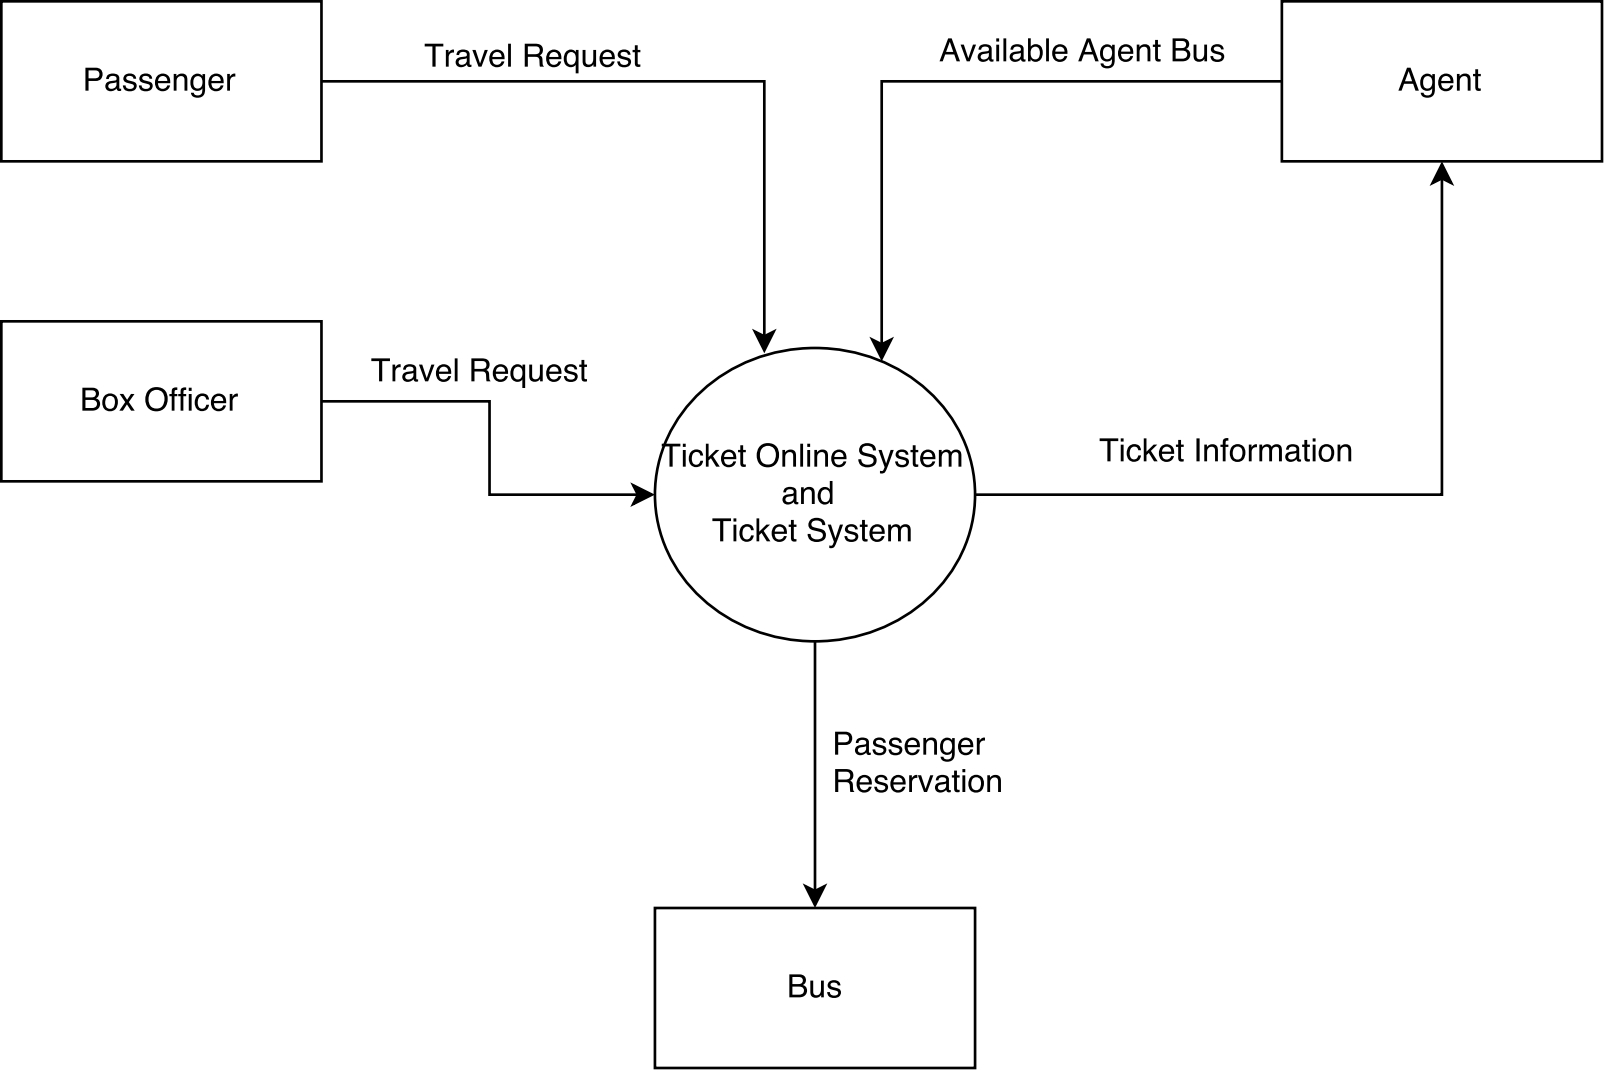 Passenger
Travel Request
Available Agent Bus
Agent
Box Officer
Travel Request
Ticket Online System
and
Ticket System
Ticket Information
Passenger
Reservation
Bus